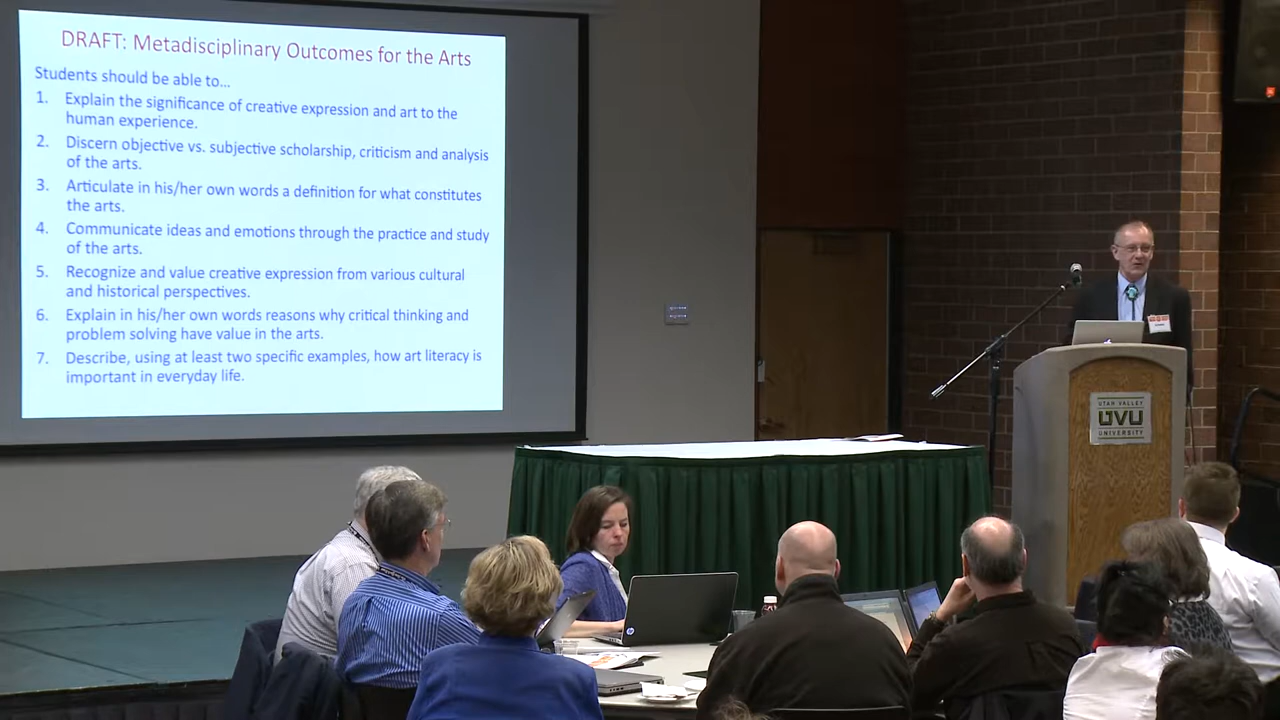 DRAFT: Metadisciplinary Outcomes for the Arts
Students should be able to...
1. Explain the significance of creative expression and art to the
human experience.
2. Discern objective vs. subjective scholarship, criticism and analysis
of the arts.
3. Articulate in his/her own words a definition for what constitutes
the arts.
4. Communicate ideas and emotions through the practice and study
of the arts.
5. Recognize and value creative expression from various cultural
and historical perspectives.
6. Explain in his/her own words reasons why critical thinking and
problem solving have value in the arts.
7. Describe, using at least two specific examples, how art literacy is
important in everyday life.
UTAH VALLEY
UVU
UNIVERSITY
hp